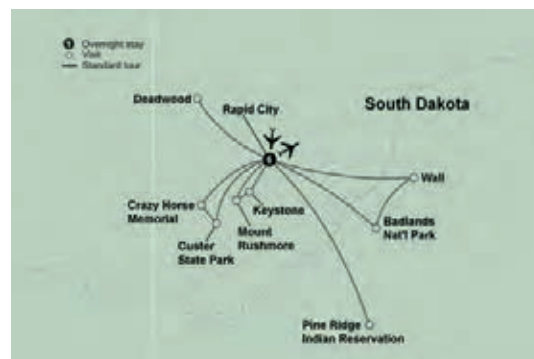 Overnight stay
Visit
Standard tour
Deadwood
Rapid City
South Dakota
Wall
Crazy Horse
Memorial
Keystone
Badlands
Nat'l Park
Custer
State Park
Mount
Rushmore
Pine Ridge
Indian Reservation